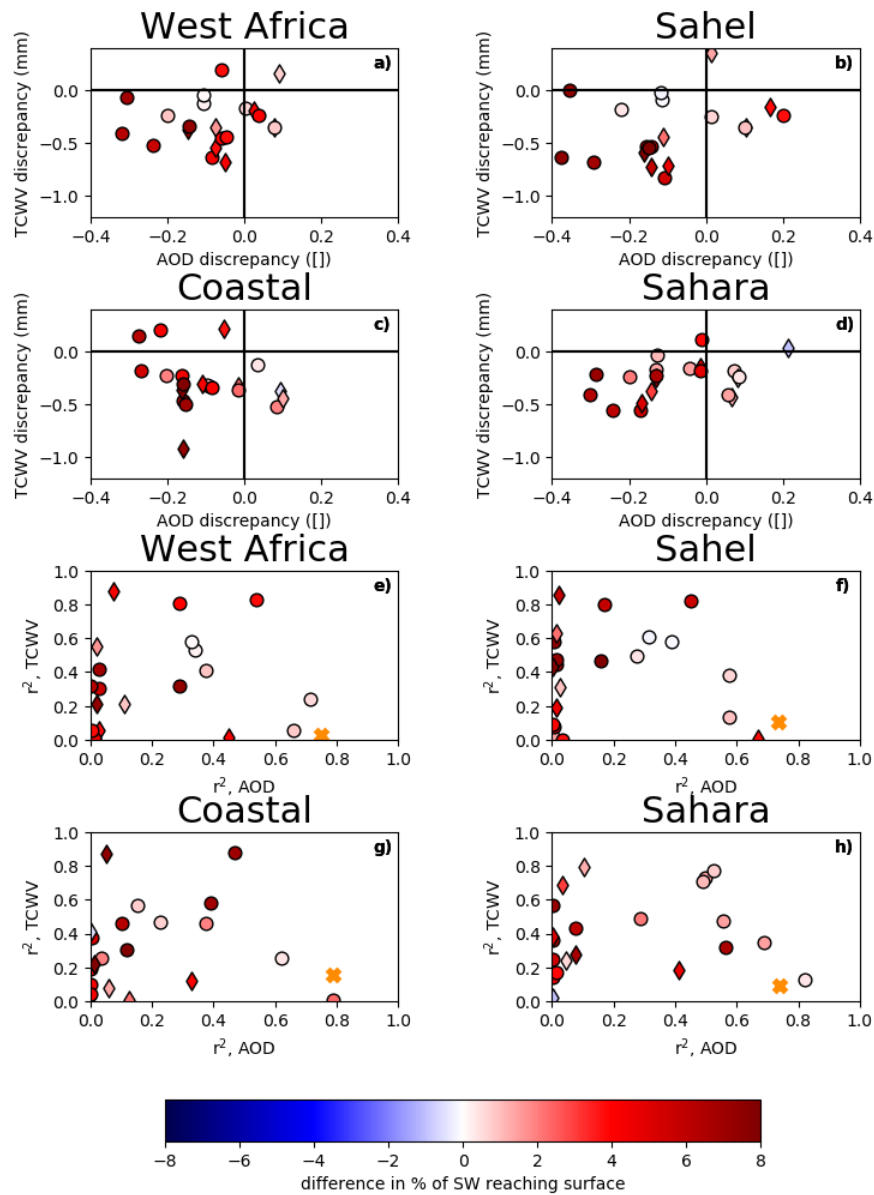 West Africa
Sahel
a)
b)
TCWV discrepancy (mm)
0.0
−0.5
−1.0
−0.4 −0.2 0.0 0.2 0.4
AOD discrepancy ([])
TCWV discrepancy (mm)
0.0
−0.5
−1.0
−0.4 −0.2 0.0 0.2 0.4
AOD discrepancy ([])
Coastal
Sahara
c)
d)
TCWV discrepancy (mm)
0.0
−0.5
−1.0
−0.4 −0.2 0.0 0.2 0.4
AOD discrepancy ([])
TCWV discrepancy (mm)
0.0
−0.5
−1.0
−0.4 −0.2 0.0 0.2 0.4
AOD discrepancy ([])
West Africa
Sahel
e)
f)
r², TCWV
1.0
0.8
0.6
0.4
0.2
0.0
0.0 0.2 0.4 0.6 0.8 1.0
r², AOD
r², TCWV
1.0
0.8
0.6
0.4
0.2
0.0
0.0 0.2 0.4 0.6 0.8 1.0
r², AOD
Coastal
Sahara
g)
h)
r², TCWV
1.0
0.8
0.6
0.4
0.2
0.0
0.0 0.2 0.4 0.6 0.8 1.0
r², AOD
r², TCWV
1.0
0.8
0.6
0.4
0.2
0.0
0.0 0.2 0.4 0.6 0.8 1.0
r², AOD
−8 −6 −4 −2 0 2 4 6 8
difference in % of SW reaching surface